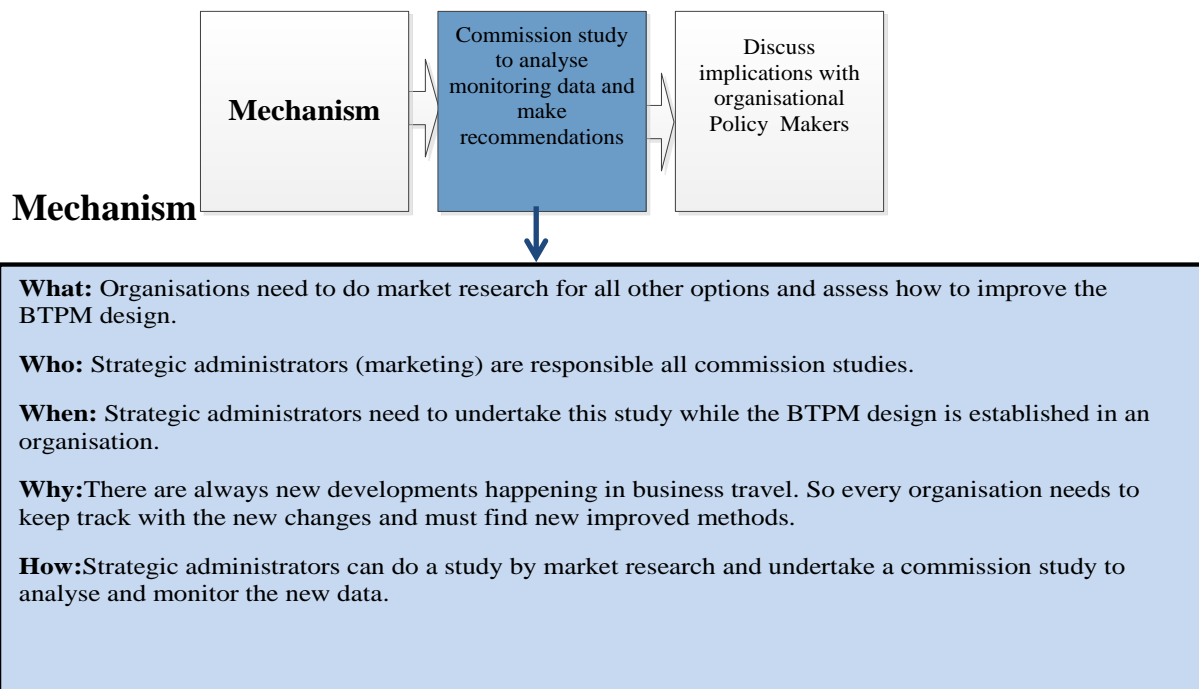 Mechanism
Commission study
to analyse
monitoring data and
make
recommendations
Discuss
implications with
organisational
Policy  Makers
Mechanism
What: Organisations need to do market research for all other options and assess how to improve the
BTPM design.
Who: Strategic administrators (marketing) are responsible all commission studies.
When: Strategic administrators need to undertake this study while the BTPM design is established in an
organisation.
Why:There are always new developments happening in business travel. So every organisation needs to
keep track with the new changes and must find new improved methods.
How:Strategic administrators can do a study by market research and undertake a commission study to
analyse and monitor the new data.